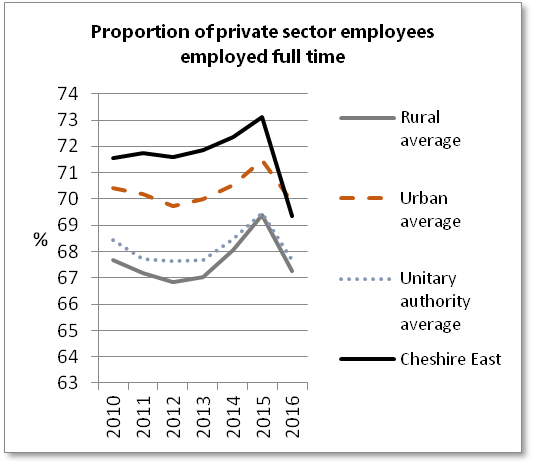 Proportion of private sector employees
employed full time
74
73
72
71
70
69
68
67
66
65
64
63
%
2010
2011
2012
2013
2014
2015
2016
Rural
average
Urban
average
Unitary
authority
average
Cheshire East